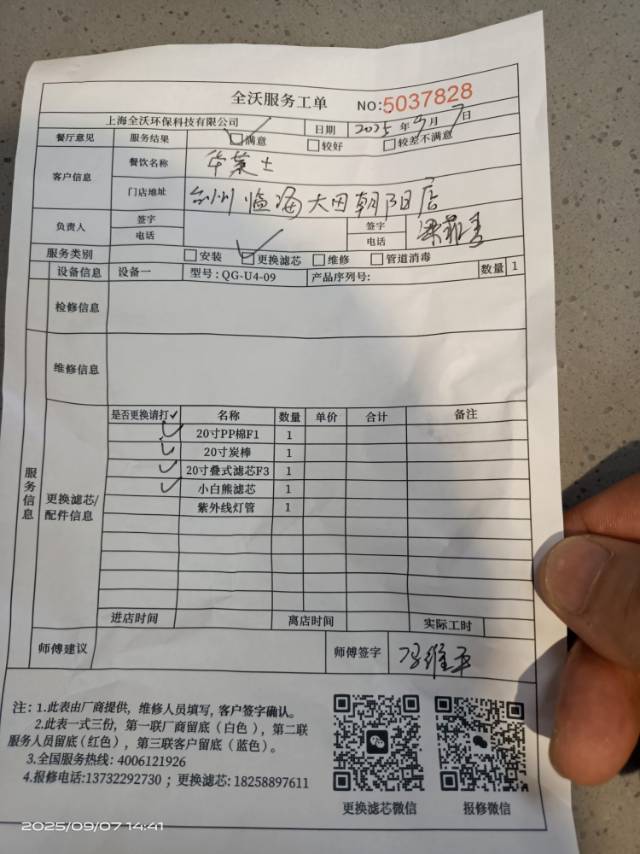 全沃服务工单 NO:5037828
上海全沃环保科技有限公司 日期 2025年9月7日
餐厅意见 服务结果 满意 较好 较差不满意
客户信息 餐饮名称 华莱士
门店地址 台州临海大田朝阳店
负责人 签字 电话 签字 电话
服务类别 安装 更换滤芯 维修 管道消毒
设备信息 设备一 型号:QG-U4-09 产品序列号: 数量 1
检修信息
维修信息
服务信息
更换滤芯/配件信息
是否更换请打✓ 名称 数量 单价 合计 备注
✓ 20寸PP棉F1 1
✓ 20寸炭棒 1
✓ 20寸叠式滤芯F3 1
✓ 小白熊滤芯 1
紫外线灯管 1
进店时间 离店时间 实际工时
师傅建议 师傅签字 冯维平
注:1.此表由厂商提供,维修人员填写,客户签字确认。
2.此表一式三份,第一联厂商留底(白色),第二联
服务人员留底(红色),第三联客户留底(蓝色)。
3.全国服务热线:4006121926
4.报修电话:13732292730;更换滤芯:18258897611
更换滤芯微信 报修微信
2025/09/07 14:41